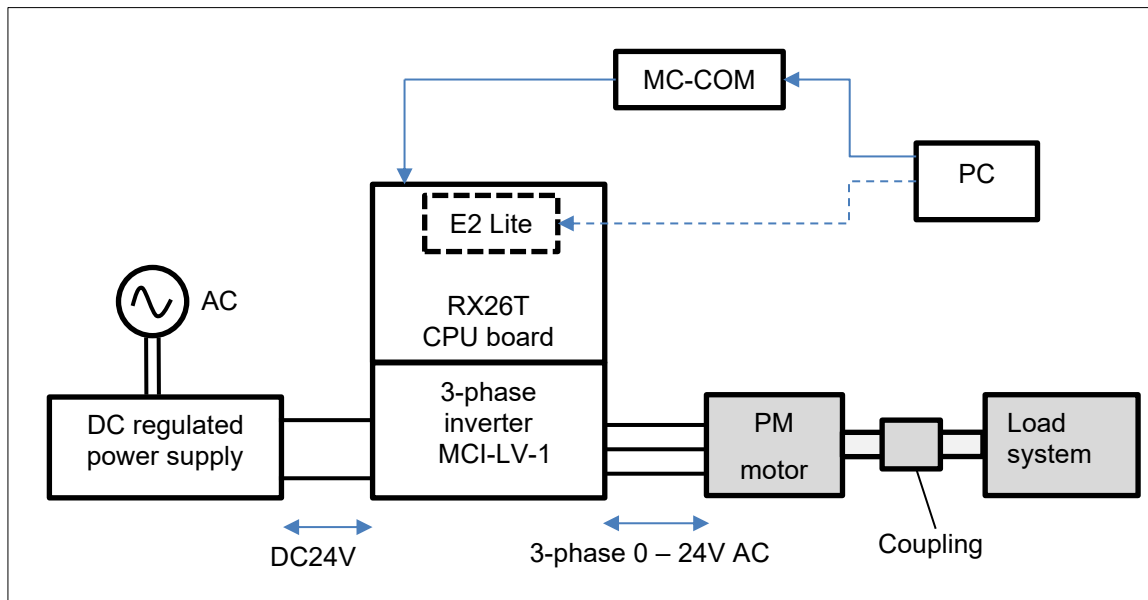 MC-COM
PC
E2 Lite
RX26T
CPU board
AC
3-phase
inverter
MCI-LV-1
DC regulated
power supply
PM
motor
Load
system
DC24V
3-phase 0 – 24V AC
Coupling